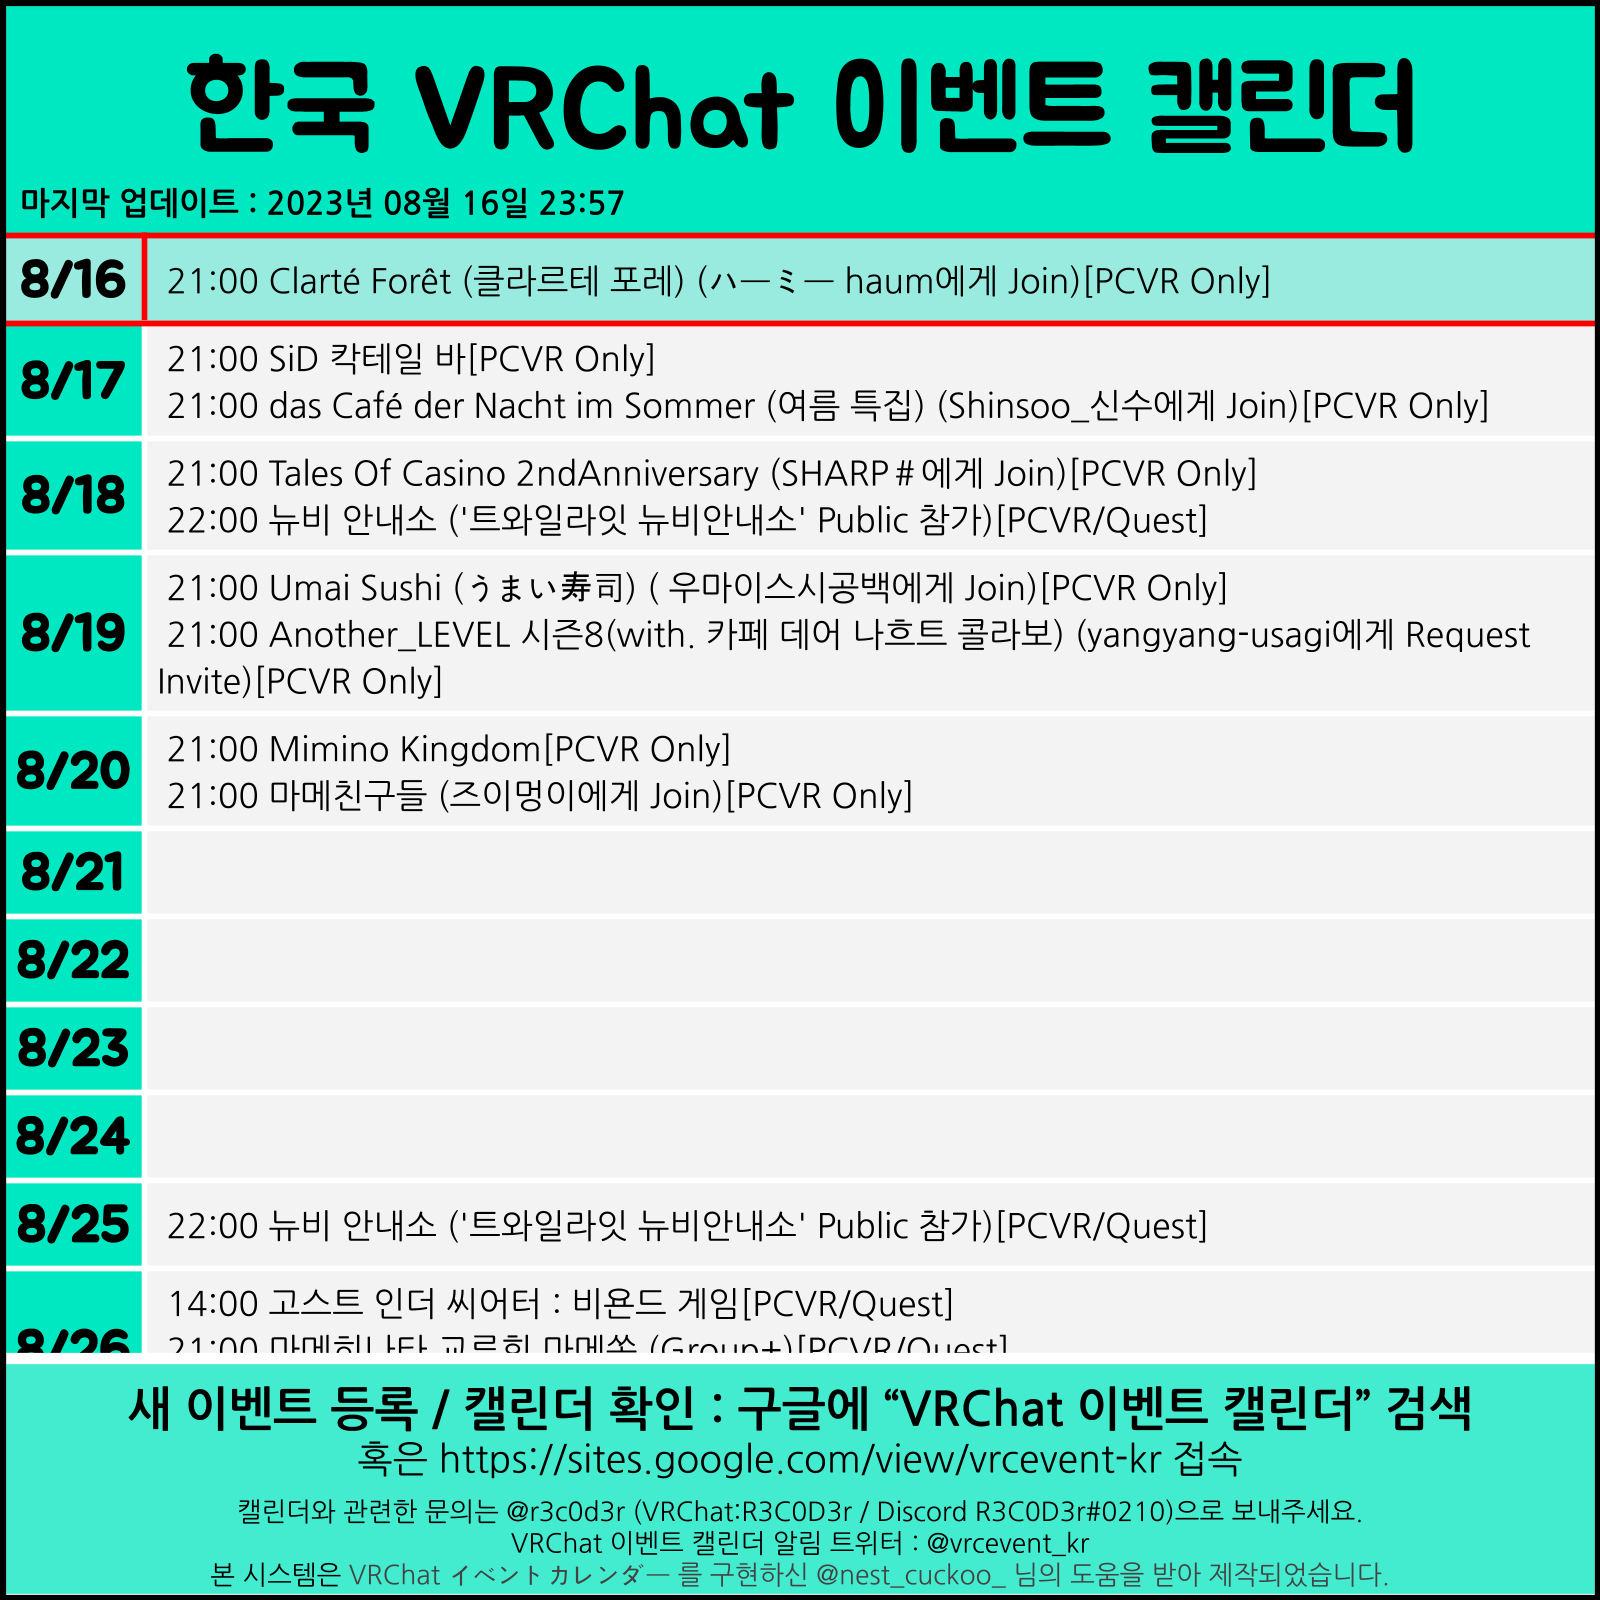 한국 VRChat 이벤트 캘린더
마지막 업데이트 : 2023년 08월 16일 23:57
8/16
21:00 Clarté Forêt (클라르테 포레) (ハーミー haum에게 Join)[PCVR Only]
8/17
21:00 SiD 칵테일 바[PCVR Only]
21:00 das Café der Nacht im Sommer (여름 특집) (Shinsoo_신수에게 Join)[PCVR Only]
8/18
21:00 Tales Of Casino 2ndAnniversary (SHARP＃에게 Join)[PCVR Only]
22:00 뉴비 안내소 ('트와일라잇 뉴비안내소' Public 참가)[PCVR/Quest]
8/19
21:00 Umai Sushi (うまい寿司) ( 우마이스시공백에게 Join)[PCVR Only]
21:00 Another_LEVEL 시즌8(with. 카페 데어 나흐트 콜라보) (yangyang-usagi에게 Request
Invite)[PCVR Only]
8/20
21:00 Mimino Kingdom[PCVR Only]
21:00 마메친구들 (즈이멍이에게 Join)[PCVR Only]
8/21
8/22
8/23
8/24
8/25
22:00 뉴비 안내소 ('트와일라잇 뉴비안내소' Public 참가)[PCVR/Quest]
8/26
14:00 고스트 인더 씨어터 : 비욘드 게임[PCVR/Quest]
21:00 마메히나타 교류회 (Group+)[PCVR/Quest]
새 이벤트 등록 / 캘린더 확인 : 구글에 “VRChat 이벤트 캘린더” 검색
혹은 https://sites.google.com/view/vrcevent-kr 접속
캘린더와 관련한 문의는 @r3c0d3r (VRChat:R3C0D3r / Discord R3C0D3r#0210)으로 보내주세요.
VRChat 이벤트 캘린더 알림 트위터 : @vrcevent_kr
본 시스템은 VRChat イベントカレンダー 를 구현하신 @nest_cuckoo_ 님의 도움을 받아 제작되었습니다.